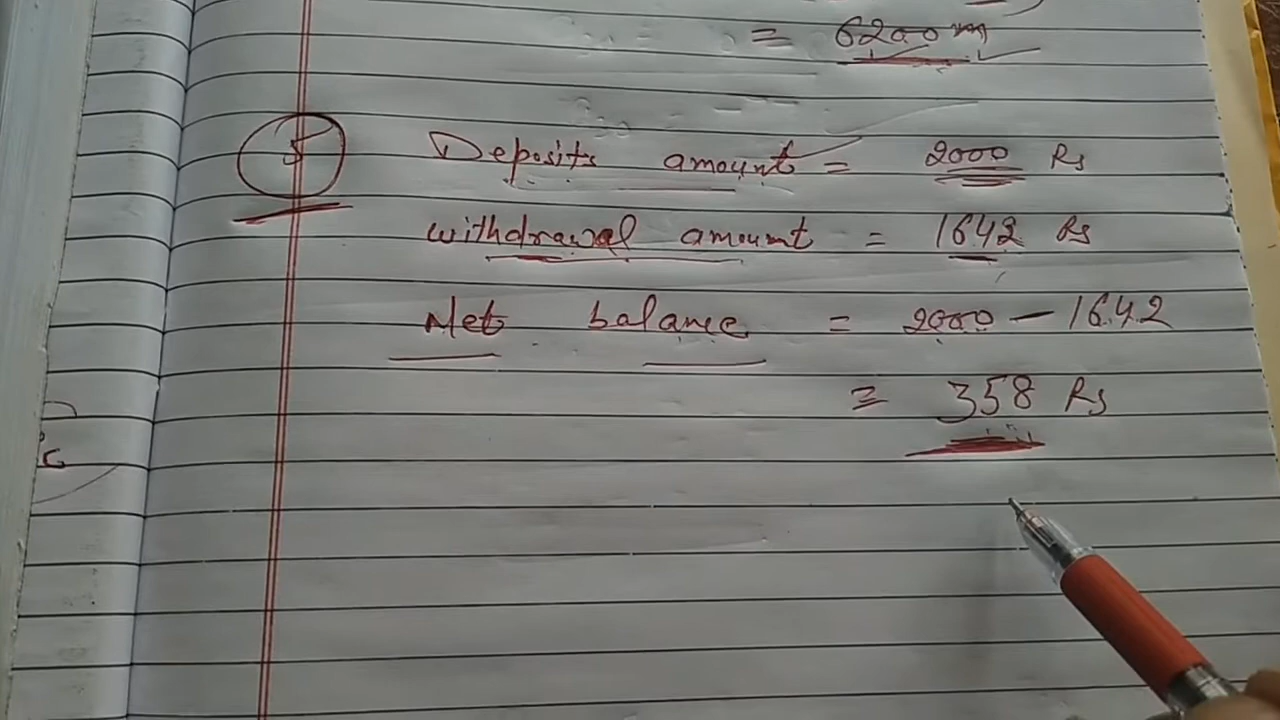 = 6200 m
5
Deposits amount = 2000 Rs
withdrawal amount = 1642 Rs
Net balance = 2000 - 1642
= 358 Rs